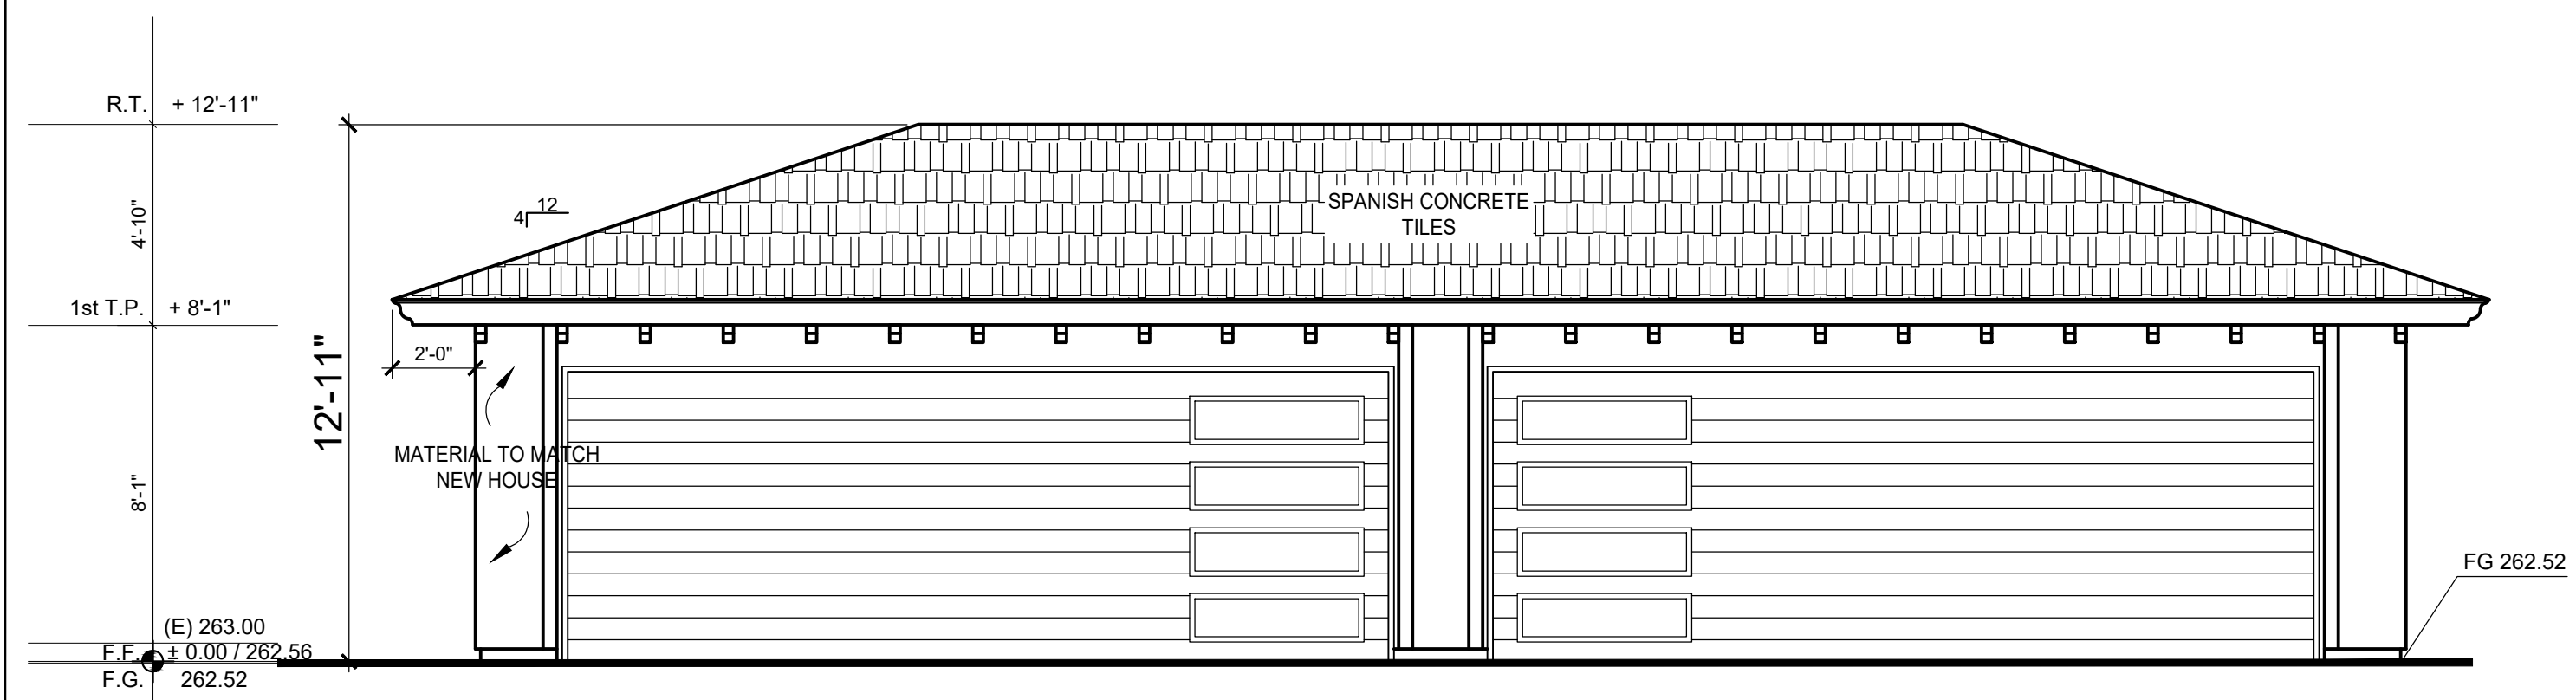 R.T. + 12'-11"
4'-10"
12
4
SPANISH CONCRETE
TILES
1st T.P. + 8'-1"
2'-0"
12'-11"
MATERIAL TO MATCH
NEW HOUSE
8'-1"
FG 262.52
(E) 263.00
F.F. ± 0.00 / 262.56
F.G. 262.52